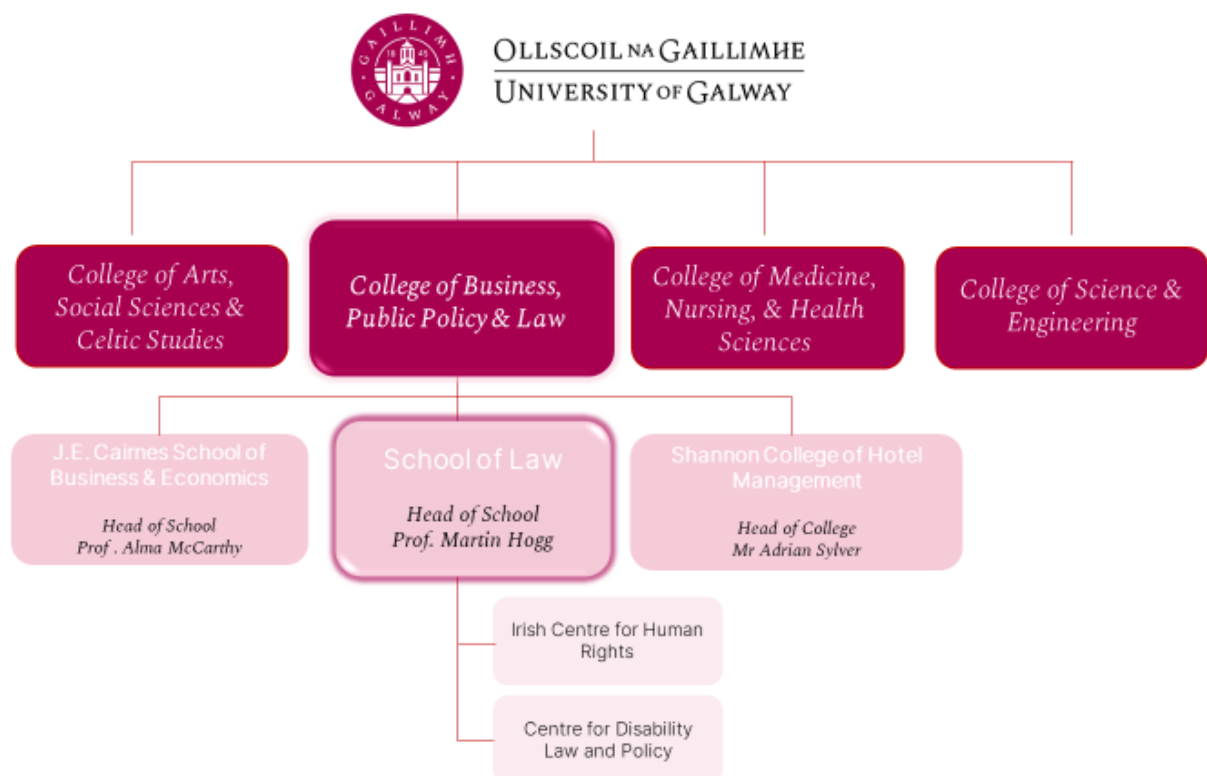 GAILLIMH
18 45
GALWAY
OLLSCOIL NA GAILLIMHE
UNIVERSITY OF GALWAY
College of Arts,
Social Sciences &
Celtic Studies
College of Business,
Public Policy & Law
College of Medicine,
Nursing, & Health
Sciences
College of Science &
Engineering
J.E. Cairnes School of
Business & Economics
Head of School
Prof . Alma McCarthy
School of Law
Head of School
Prof. Martin Hogg
Shannon College of Hotel
Management
Head of College
Mr Adrian Sylver
Irish Centre for Human
Rights
Centre for Disability
Law and Policy